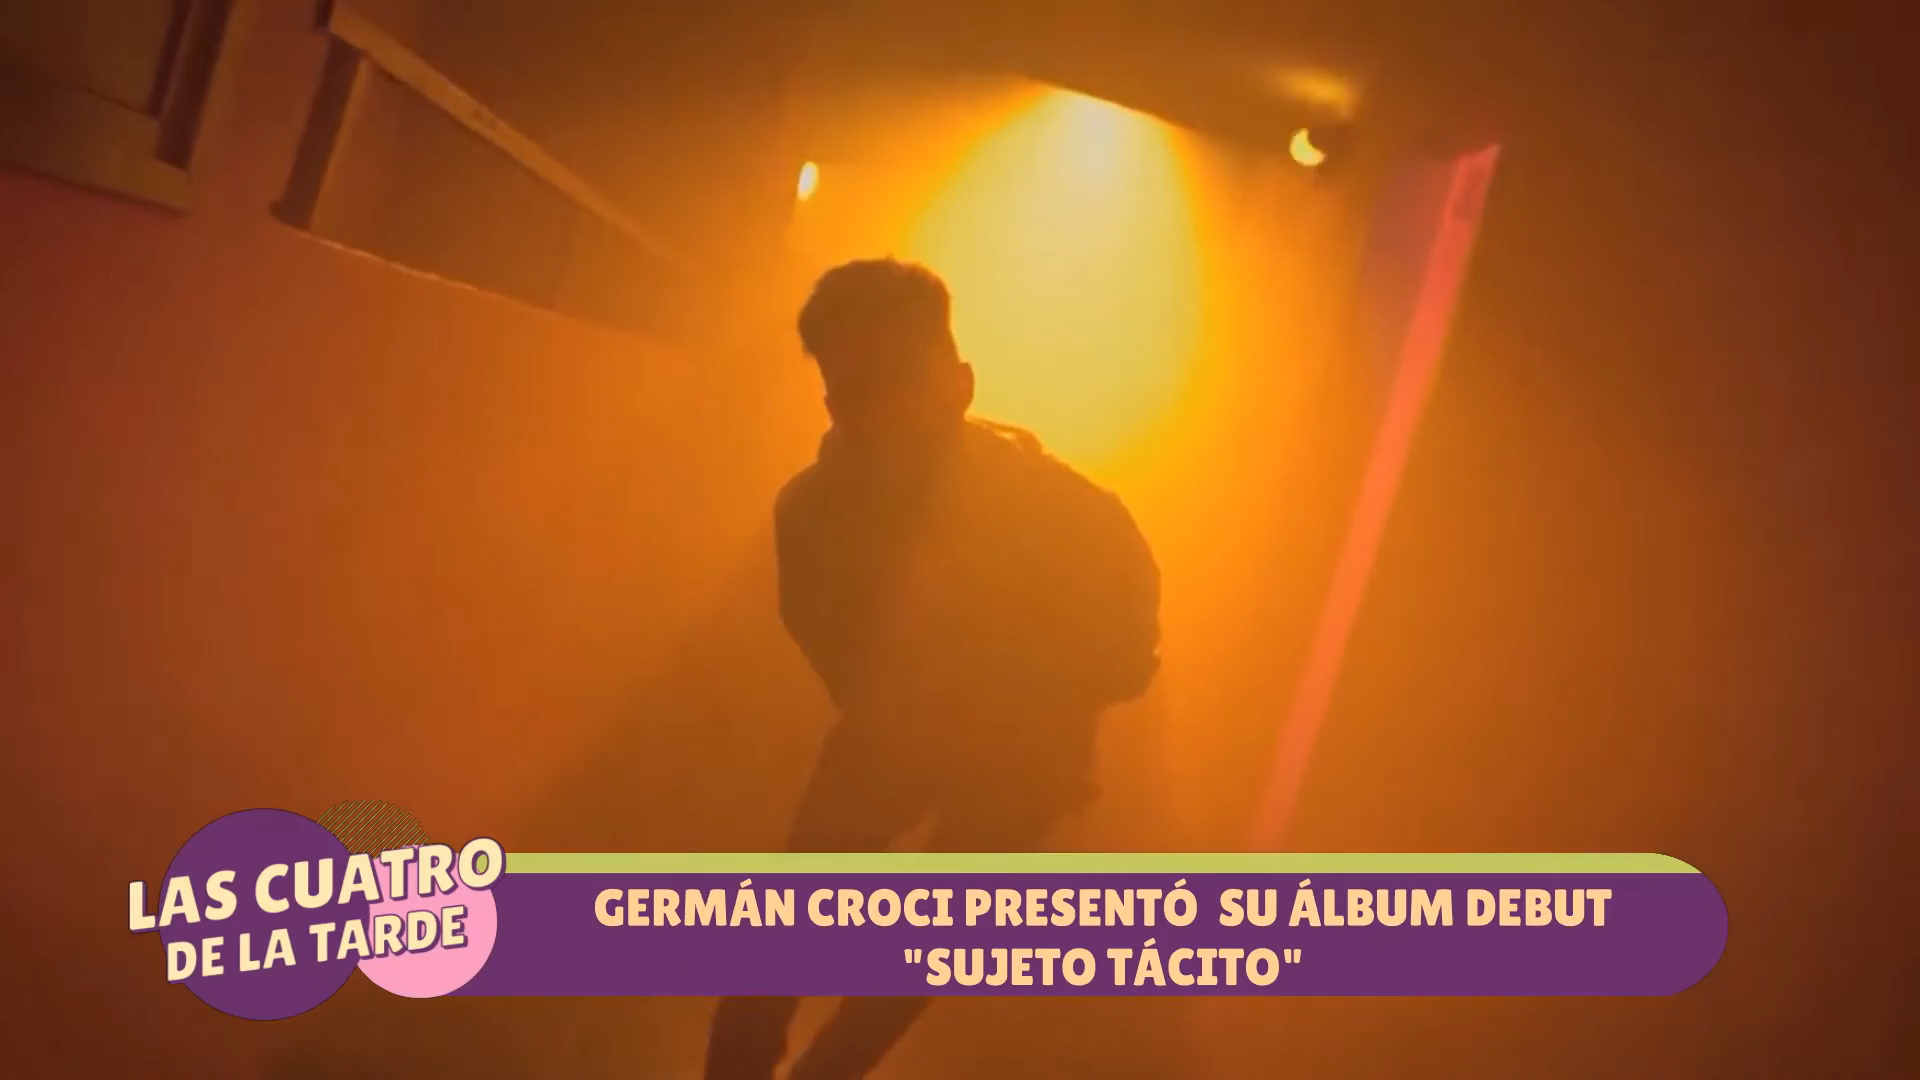 LAS CUATRO
DE LA TARDE
GERMÁN CROCI PRESENTÓ  SU ÁLBUM DEBUT
"SUJETO TÁCITO"